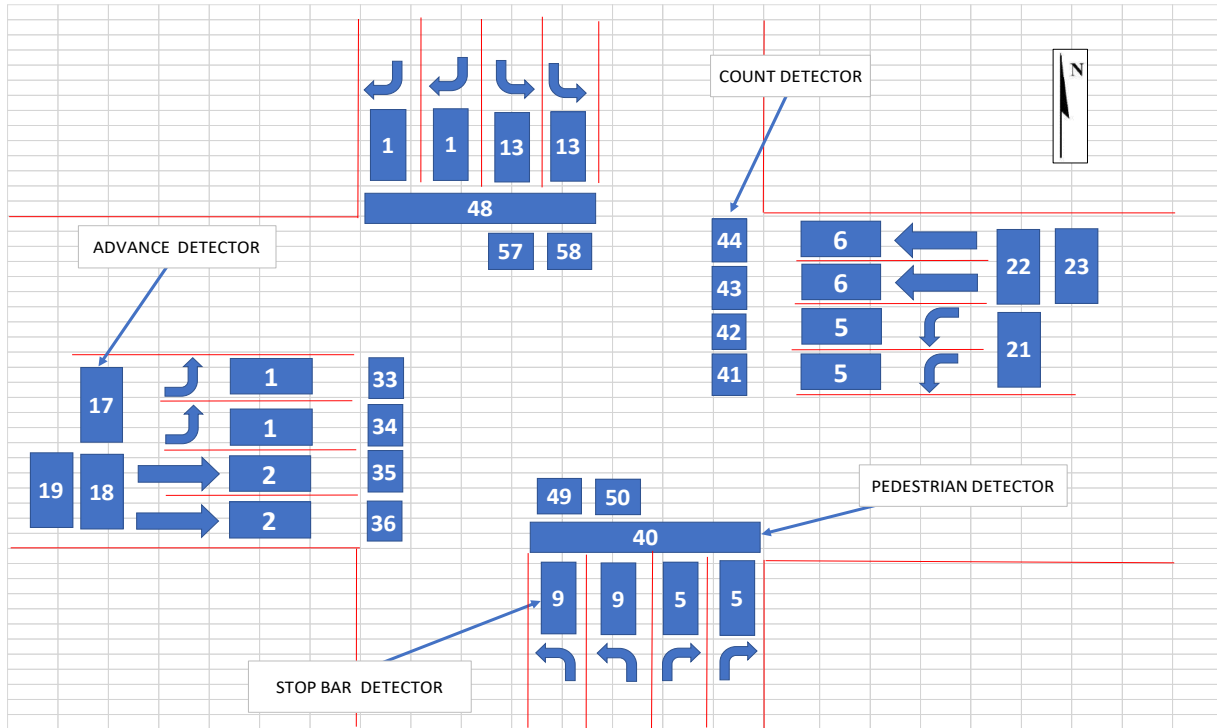 COUNT DETECTOR
N
1 1 13 13
48
57 58
ADVANCE DETECTOR
44 6 22 23
43 6
42 5 21
41 5
17 1 33
1 34
19 18 2 35
2 36
49 50
PEDESTRIAN DETECTOR
40
9 9 5 5
STOP BAR DETECTOR